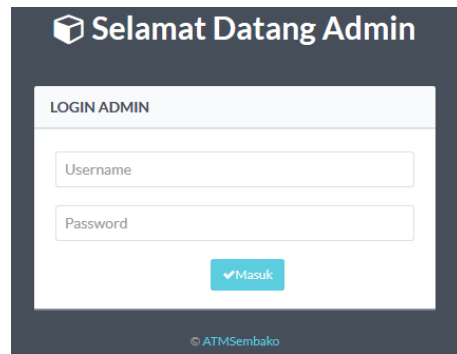 Selamat Datang Admin
LOGIN ADMIN
Username
Password
Masuk
© ATMSembako